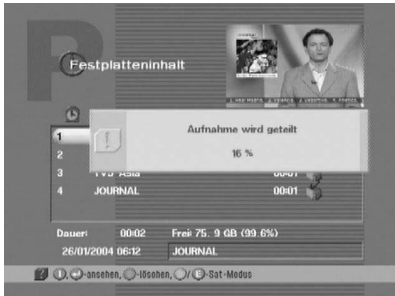 Festplatteninhalt
1
Aufnahme wird geteilt
16 %
2
3 TV5 Asia 00:01
4 JOURNAL 00:01
Dauer: 00:02 Frei: 75. 9 GB (99.6%)
26/01/2004 06:12 JOURNAL
-ansehen, -löschen, / E -Sat-Modus